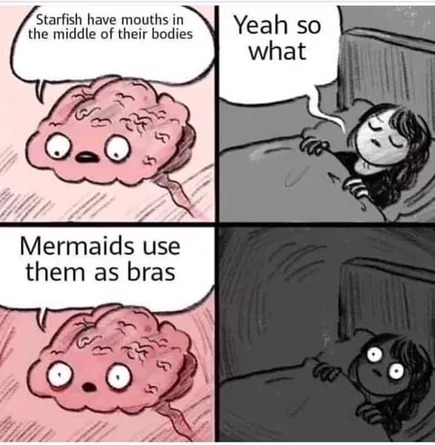 Starfish have mouths in
the middle of their bodies
Yeah so
what
Mermaids use
them as bras